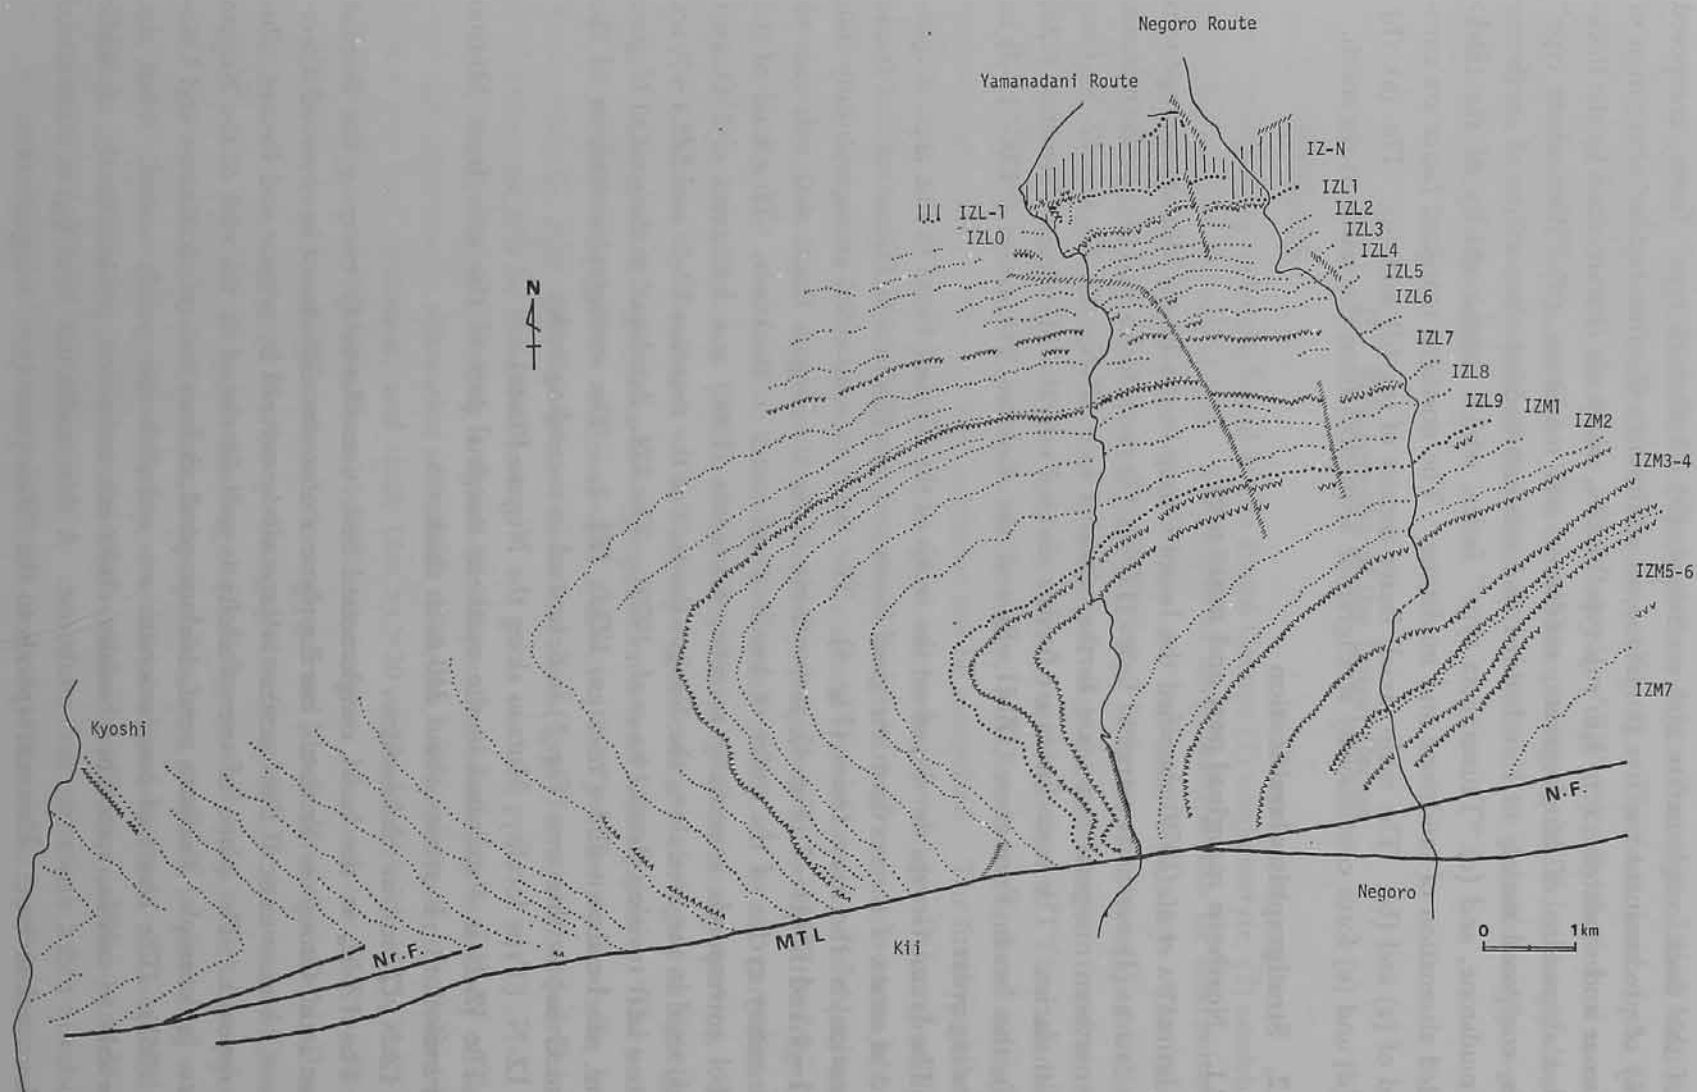 Negoro Route
Yamanadani Route
IZ-N
IZL1
IZL-1
IZL2
IZL0
IZL3
IZL4
IZL5
IZL6
IZL7
IZL8
IZL9
IZM1
IZM2
IZM3-4
IZM5-6
IZM7
N
Kyoshi
N.F.
Negoro
MTL
Kii
Nr.F.
0 1km